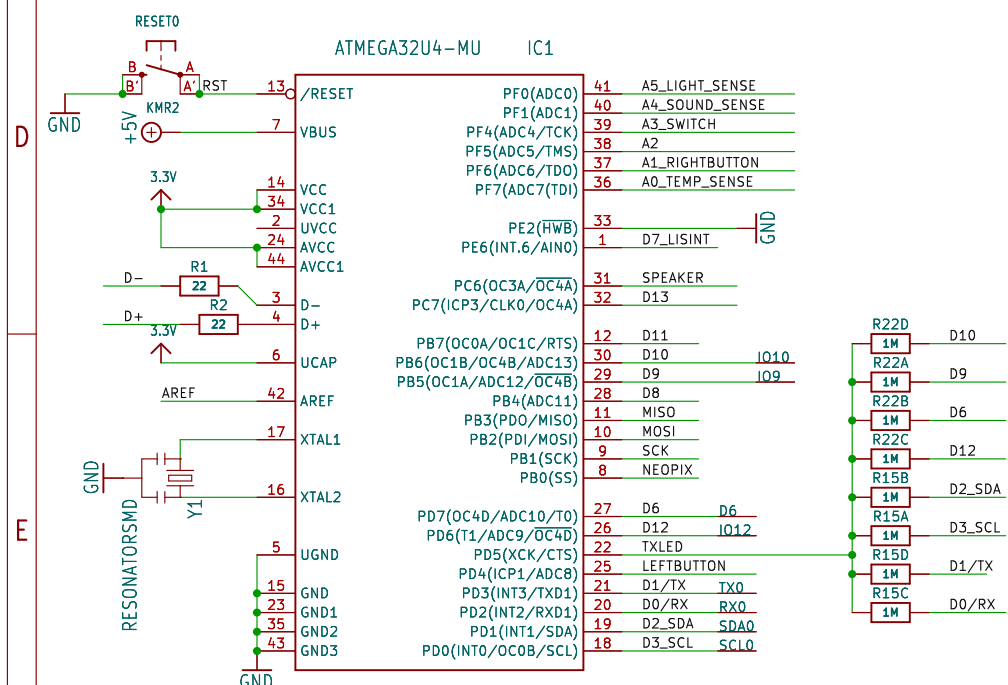 RESET0
ATMEGA32U4-MU IC1
B A
B' A' RST
KMR2
GND
+5V
D
E
13 /RESET
7 VBUS
3.3V
14 VCC
34 VCC1
2 UVCC
24 AVCC
44 AVCC1
D- R1 22 3 D-
D+ R2 22 4 D+
3.3V
6 UCAP
AREF 42 AREF
17 XTAL1
GND
16 XTAL2
Y1
RESONATORSMD
5 UGND
15 GND
23 GND1
35 GND2
43 GND3
GND
PF0(ADC0) 41 A5_LIGHT_SENSE
PF1(ADC1) 40 A4_SOUND_SENSE
PF4(ADC4/TCK) 39 A3_SWITCH
PF5(ADC5/TMS) 38 A2
PF6(ADC6/TDO) 37 A1_RIGHTBUTTON
PF7(ADC7(TDI) 36 A0_TEMP_SENSE
PE2(HWB) 33 GND
PE6(INT.6/AIN0) 1 D7_LISINT
PC6(OC3A/OC4A) 31 SPEAKER
PC7(ICP3/CLK0/OC4A) 32 D13
PB7(OC0A/OC1C/RTS) 12 D11
PB6(OC1B/OC4B/ADC13) 30 D10 IO10
PB5(OC1A/ADC12/OC4B) 29 D9 IO9
PB4(ADC11) 28 D8
PB3(PDO/MISO) 11 MISO
PB2(PDI/MOSI) 10 MOSI
PB1(SCK) 9 SCK
PB0(SS) 8 NEOPIX
PD7(OC4D/ADC10/T0) 27 D6 D6
PD6(T1/ADC9/OC4D) 26 D12 IO12
PD5(XCK/CTS) 22 TXLED
PD4(ICP1/ADC8) 25 LEFTBUTTON
PD3(INT3/TXD1) 21 D1/TX TX0
PD2(INT2/RXD1) 20 D0/RX RX0
PD1(INT1/SDA) 19 D2_SDA SDA0
PD0(INT0/OC0B/SCL) 18 D3_SCL SCL0
R22D 1M D10
R22A 1M D9
R22B 1M D6
R22C 1M D12
R15B 1M D2_SDA
R15A 1M D3_SCL
R15D 1M D1/TX
R15C 1M D0/RX